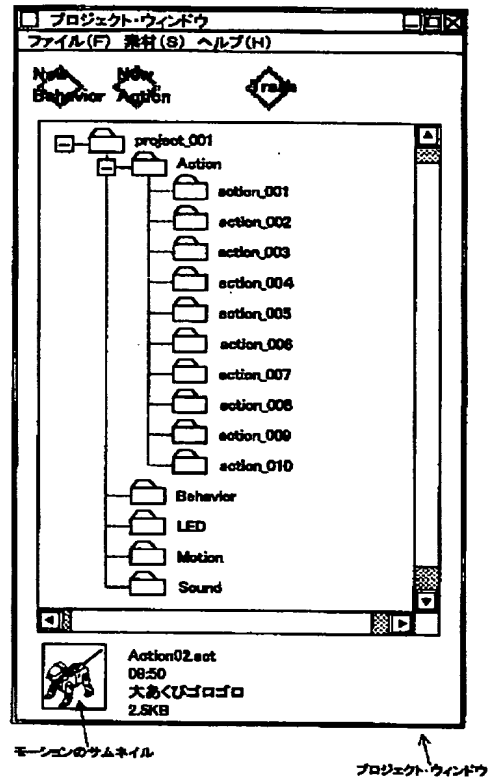 プロジェクト・ウィンドウ
ファイル(F) 素材(S) ヘルプ(H)
New Behavior
New Action
Trash
project_001
Action
action_001
action_002
action_003
action_004
action_005
action_006
action_007
action_008
action_009
action_010
Behavior
LED
Motion
Sound
Action02.act
08:50
大あくびゴロゴロ
2.5KB
モーションのサムネイル
プロジェクト・ウィンドウ